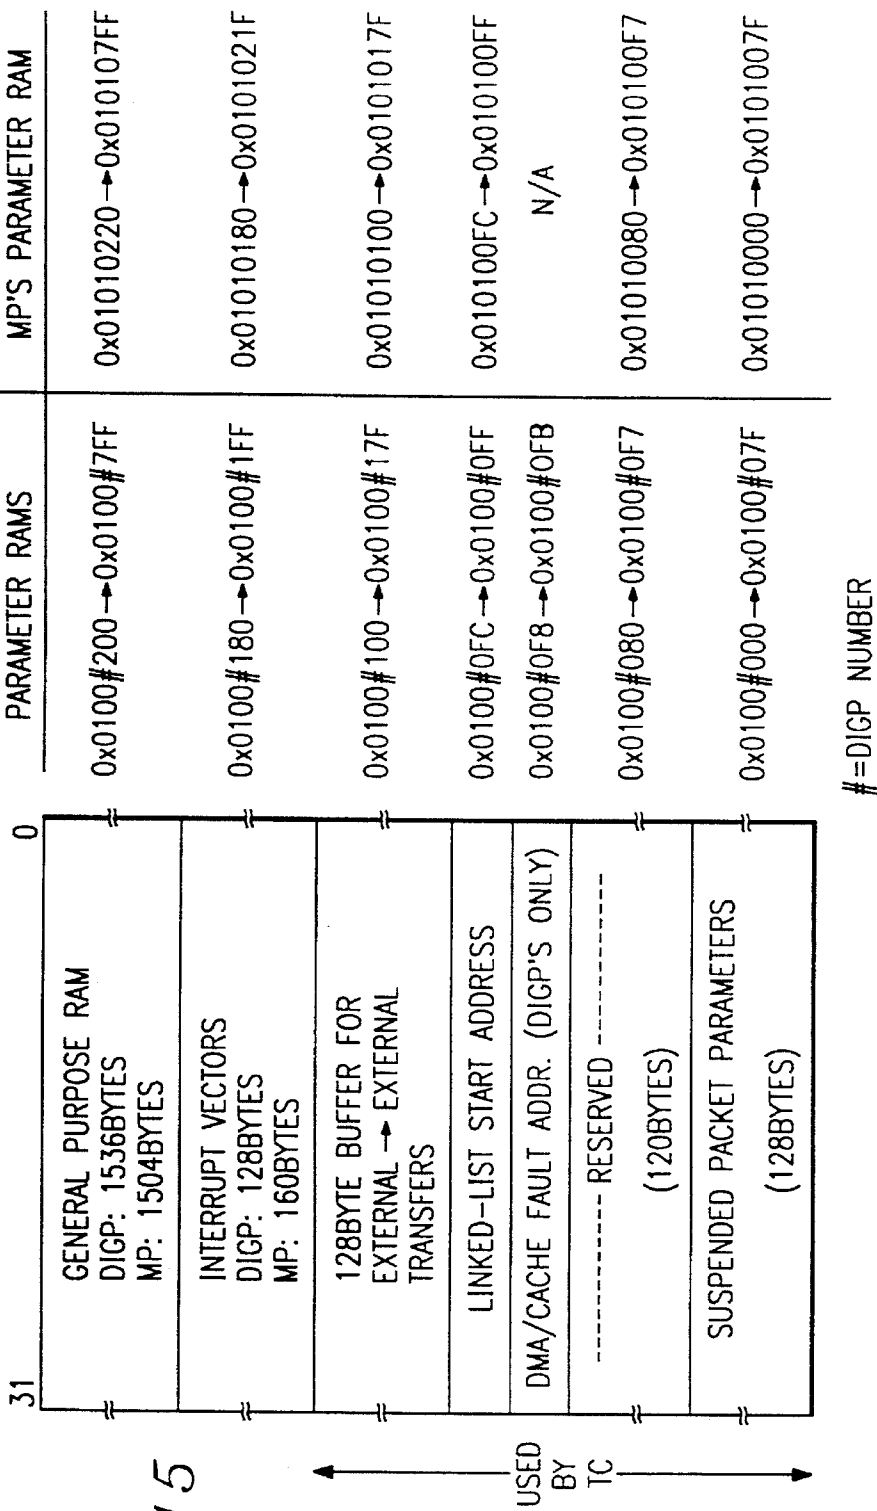 31
0
PARAMETER RAMS
MP'S PARAMETER RAM
GENERAL PURPOSE RAM
DIGP: 1536BYTES
MP: 1504BYTES
0x0100#200→0x0100#7FF
0x01010220→0x010107FF
INTERRUPT VECTORS
DIGP: 128BYTES
MP: 160BYTES
0x0100#180→0x0100#1FF
0x01010180→0x0101021F
128BYTE BUFFER FOR
EXTERNAL → EXTERNAL
TRANSFERS
0x0100#100→0x0100#17F
0x01010100→0x0101017F
LINKED-LIST START ADDRESS
0x0100#0FC→0x0100#0FF
0x010100FC→0x010100FF
DMA/CACHE FAULT ADDR. (DIGP'S ONLY)
0x0100#0F8→0x0100#0FB
N/A
RESERVED
(120BYTES)
0x0100#080→0x0100#0F7
0x01010080→0x010100F7
SUSPENDED PACKET PARAMETERS
(128BYTES)
0x0100#000→0x0100#07F
0x01010000→0x0101007F
USED
BY
TC
#=DIGP NUMBER
5